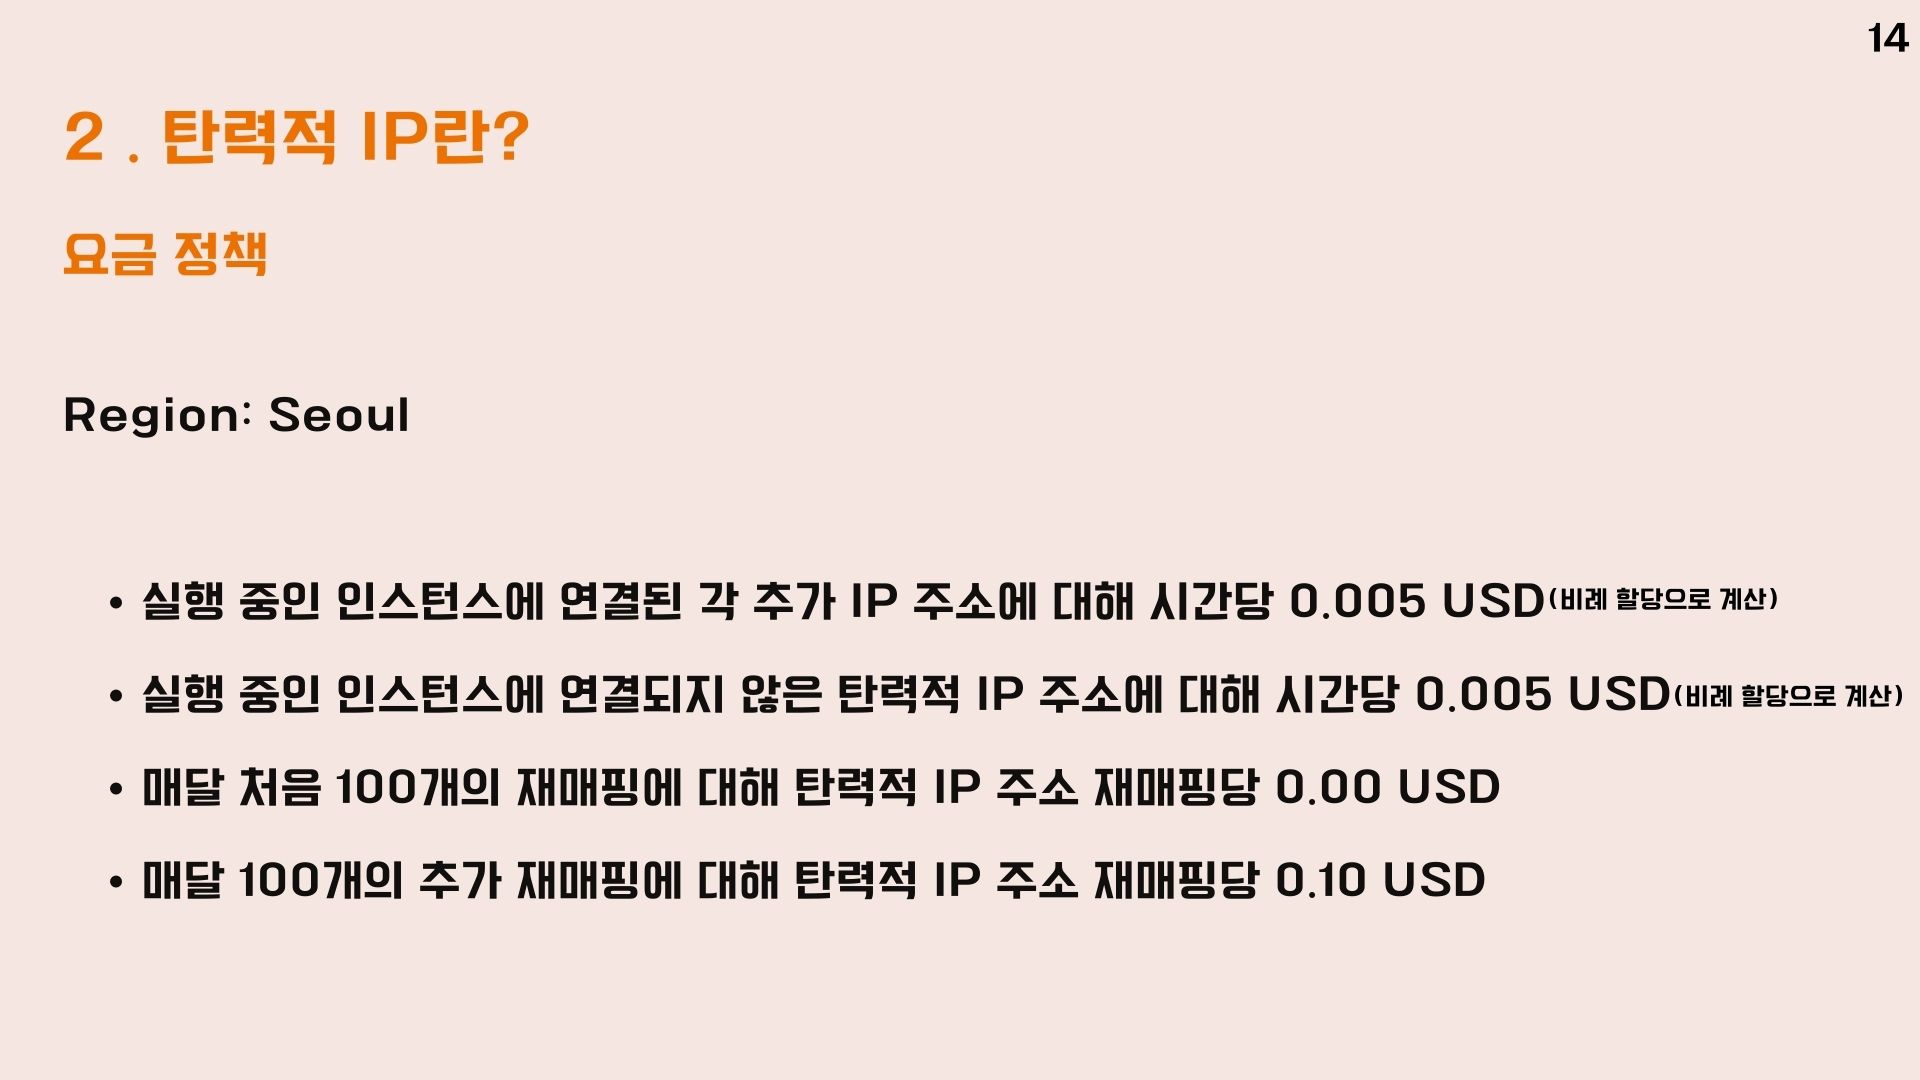 14
2 . 탄력적 IP란?
요금 정책
Region: Seoul
• 실행 중인 인스턴스에 연결된 각 추가 IP 주소에 대해 시간당 0.005 USD(비례 할당으로 계산)
• 실행 중인 인스턴스에 연결되지 않은 탄력적 IP 주소에 대해 시간당 0.005 USD(비례 할당으로 계산)
• 매달 처음 100개의 재매핑에 대해 탄력적 IP 주소 재매핑당 0.00 USD
• 매달 100개의 추가 재매핑에 대해 탄력적 IP 주소 재매핑당 0.10 USD